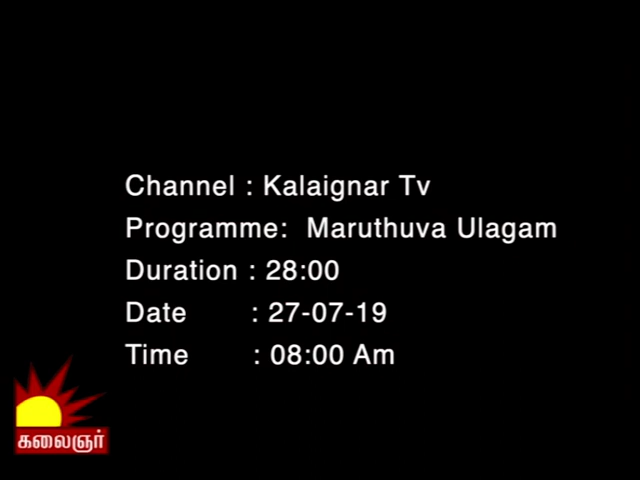 Channel : Kalaignar Tv
Programme: Maruthuva Ulagam
Duration : 28:00
Date : 27-07-19
Time : 08:00 Am
கலைஞர்